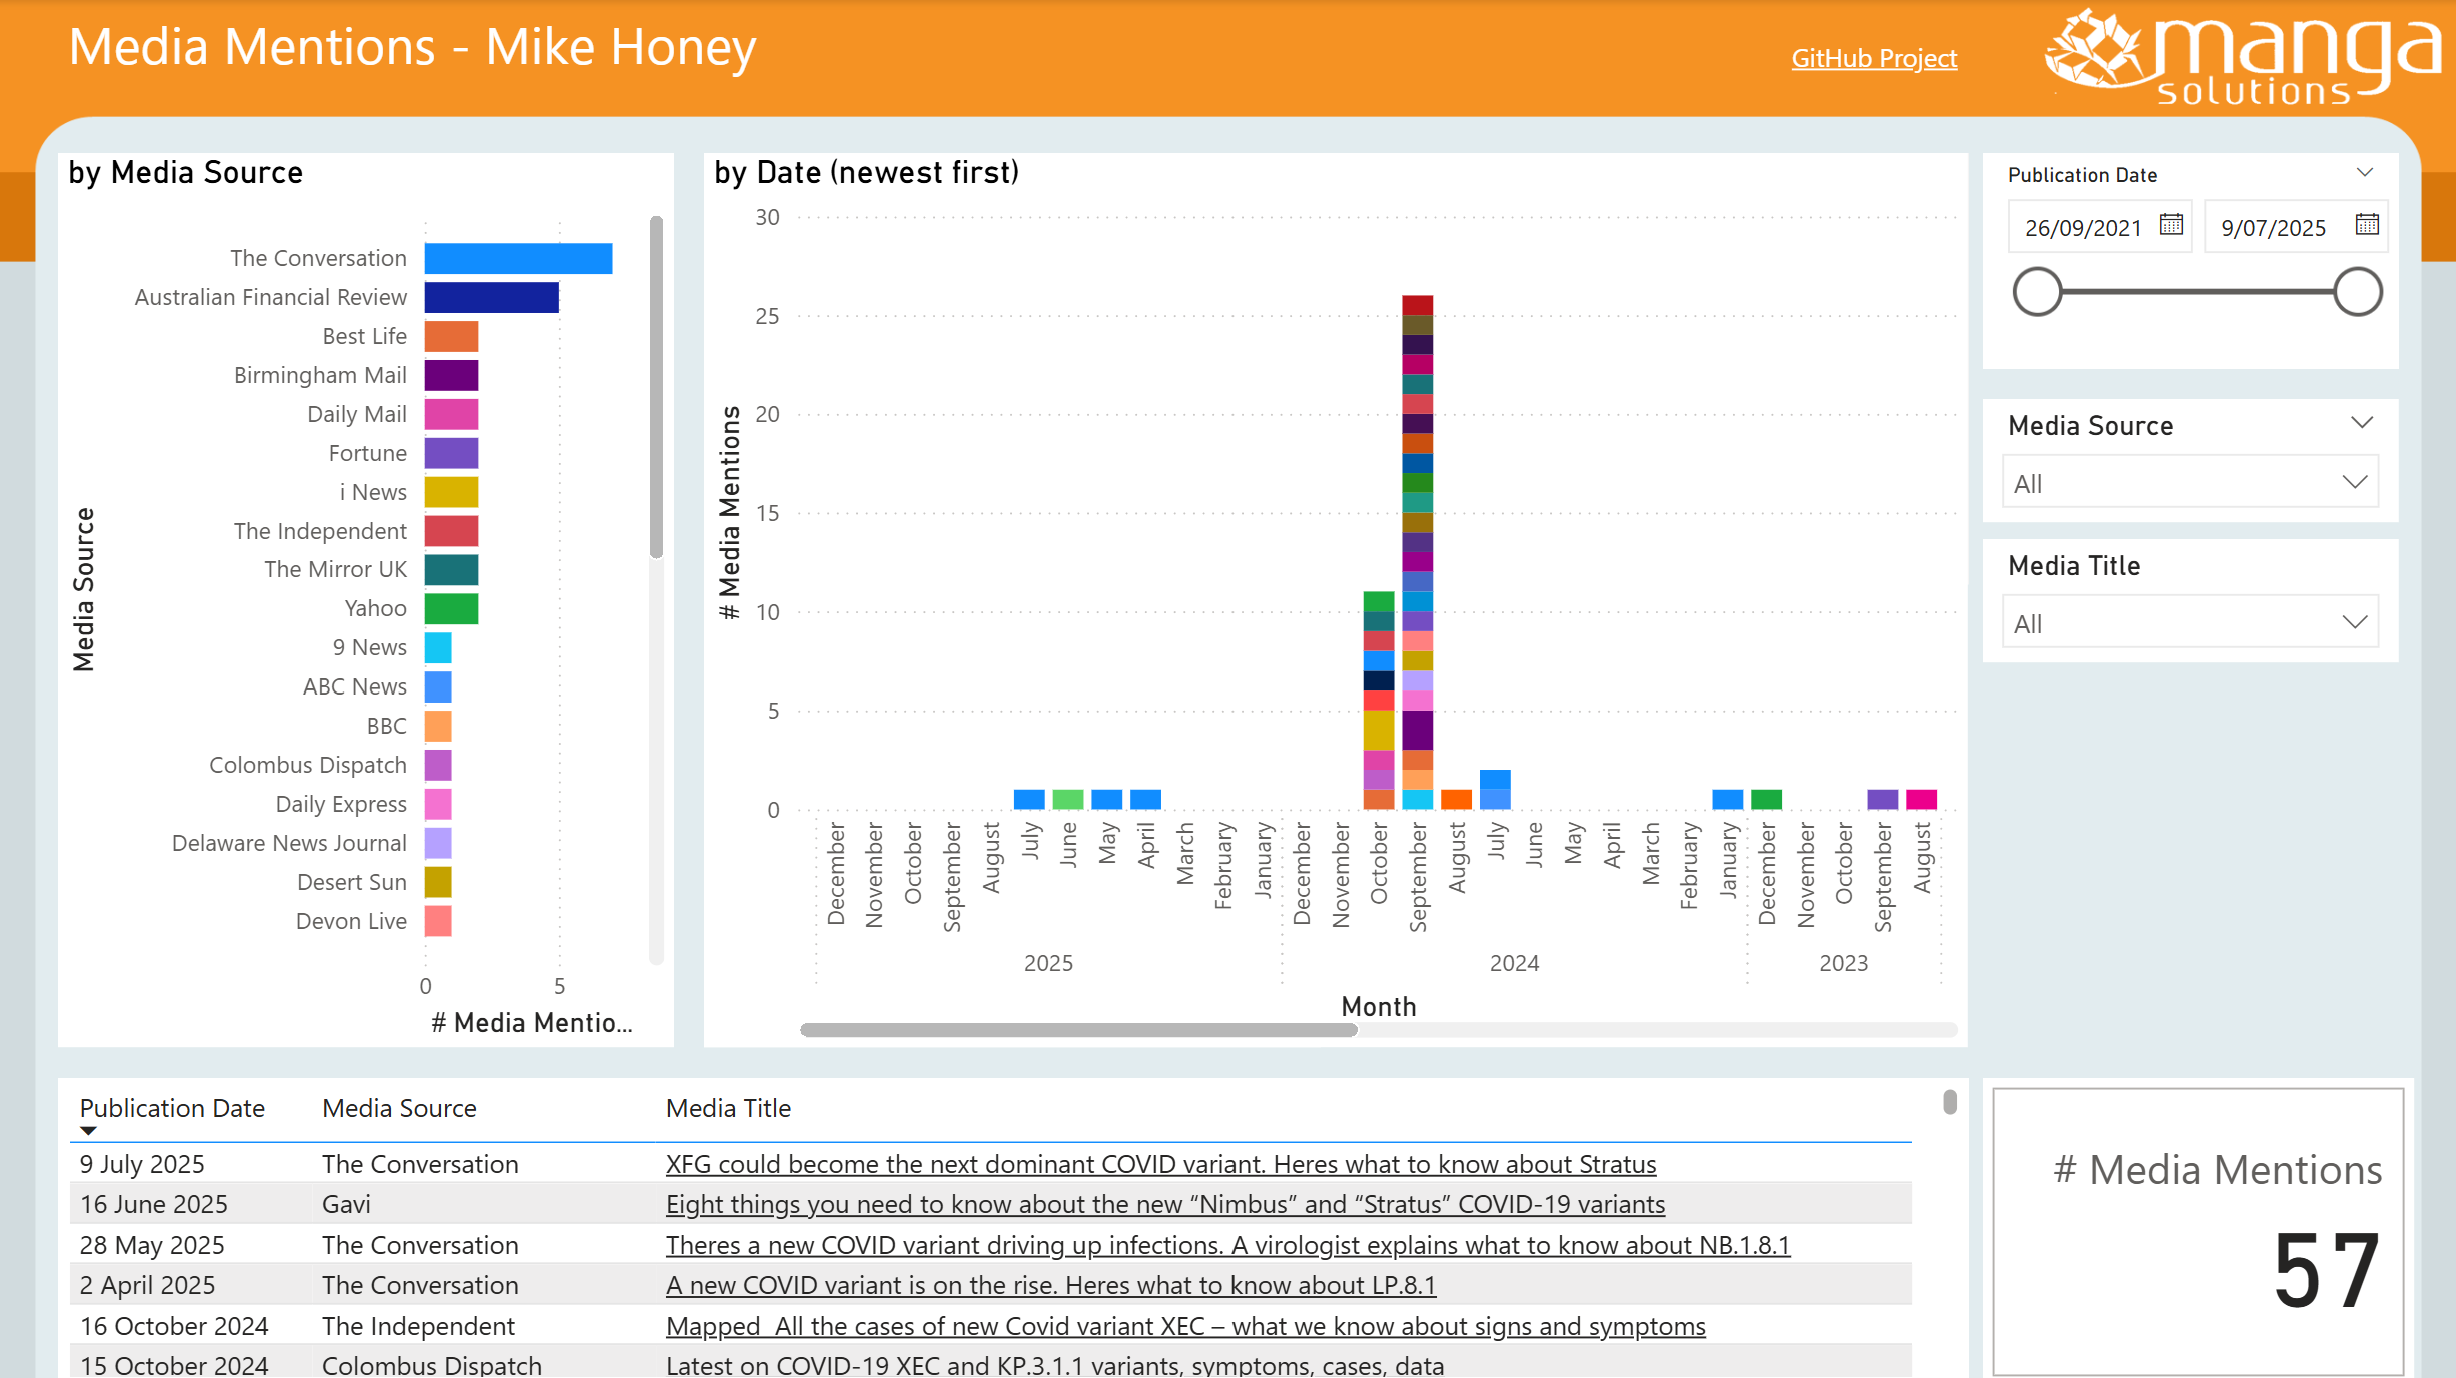 Media Mentions - Mike Honey
GitHub Project
manga
solutions
by Media Source
Media Source
The Conversation
Australian Financial Review
Best Life
Birmingham Mail
Daily Mail
Fortune
i News
The Independent
The Mirror UK
Yahoo
9 News
ABC News
BBC
Colombus Dispatch
Daily Express
Delaware News Journal
Desert Sun
Devon Live
0 5
# Media Mentio...
by Date (newest first)
# Media Mentions
30
25
20
15
10
5
0
December November October September August July June May April March February January December November October September August July June May April March February January December November October September August
2025 2024 2023
Month
Publication Date
26/09/2021 9/07/2025
Media Source
All
Media Title
All
Publication Date Media Source Media Title
9 July 2025 The Conversation XFG could become the next dominant COVID variant. Heres what to know about Stratus
16 June 2025 Gavi Eight things you need to know about the new “Nimbus” and “Stratus” COVID-19 variants
28 May 2025 The Conversation Theres a new COVID variant driving up infections. A virologist explains what to know about NB.1.8.1
2 April 2025 The Conversation A new COVID variant is on the rise. Heres what to know about LP.8.1
16 October 2024 The Independent Mapped  All the cases of new Covid variant XEC – what we know about signs and symptoms
15 October 2024 Colombus Dispatch Latest on COVID-19 XEC and KP.3.1.1 variants, symptoms, cases, data
# Media Mentions
57